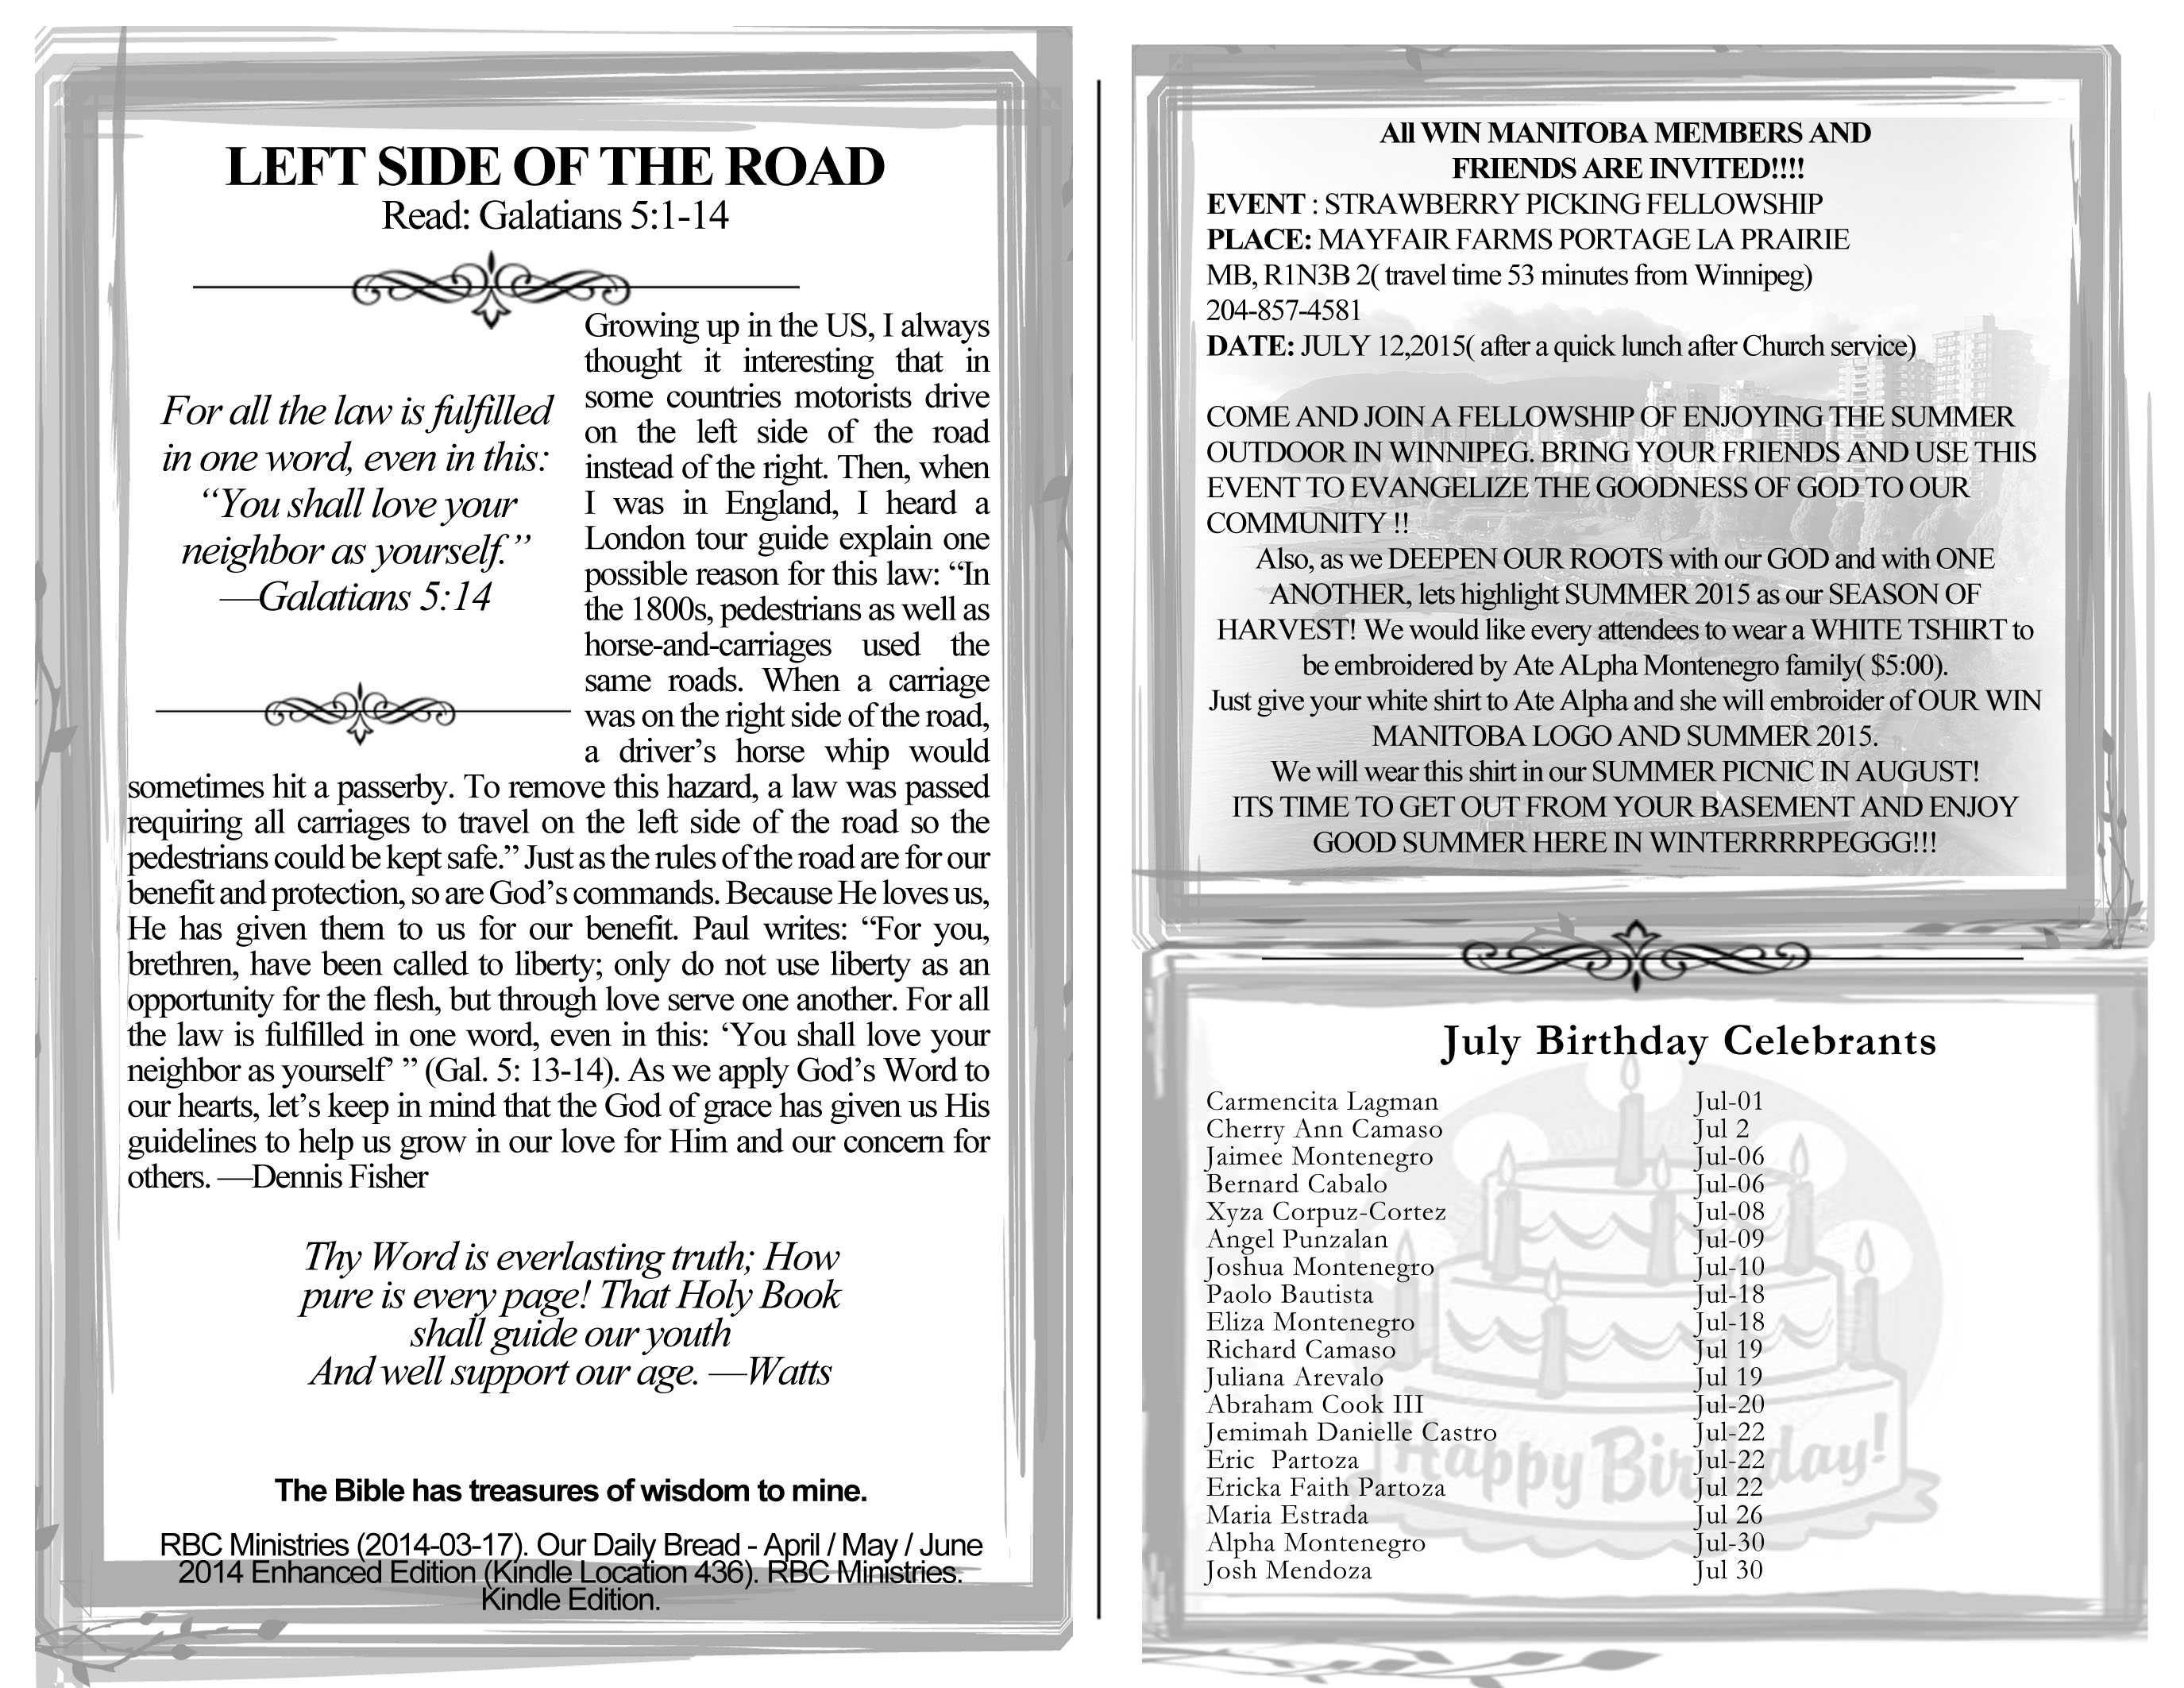 LEFT SIDE OF THE ROAD
Read: Galatians 5:1-14
For all the law is fulfilled
in one word, even in this:
“You shall love your
neighbor as yourself.”
—Galatians 5:14
Growing up in the US, I always
thought it interesting that in
some countries motorists drive
on the left side of the road
instead of the right. Then, when
I was in England, I heard a
London tour guide explain one
possible reason for this law: “In
the 1800s, pedestrians as well as
horse-and-carriages used the
same roads. When a carriage
was on the right side of the road,
a driver’s horse whip would
sometimes hit a passerby. To remove this hazard, a law was passed
requiring all carriages to travel on the left side of the road so the
pedestrians could be kept safe.” Just as the rules of the road are for our
benefit and protection, so are God’s commands. Because He loves us,
He has given them to us for our benefit. Paul writes: “For you,
brethren, have been called to liberty; only do not use liberty as an
opportunity for the flesh, but through love serve one another. For all
the law is fulfilled in one word, even in this: ‘You shall love your
neighbor as yourself’ ” (Gal. 5: 13-14). As we apply God’s Word to
our hearts, let’s keep in mind that the God of grace has given us His
guidelines to help us grow in our love for Him and our concern for
others. —Dennis Fisher
Thy Word is everlasting truth; How
pure is every page! That Holy Book
shall guide our youth
And well support our age. —Watts
The Bible has treasures of wisdom to mine.
RBC Ministries (2014-03-17). Our Daily Bread - April / May / June
2014 Enhanced Edition (Kindle Location 436). RBC Ministries.
Kindle Edition.
All WIN MANITOBA MEMBERS AND
FRIENDS ARE INVITED!!!!
EVENT : STRAWBERRY PICKING FELLOWSHIP
PLACE: MAYFAIR FARMS PORTAGE LA PRAIRIE
MB, R1N3B 2( travel time 53 minutes from Winnipeg)
204-857-4581
DATE: JULY 12,2015( after a quick lunch after Church service)
COME AND JOIN A FELLOWSHIP OF ENJOYING THE SUMMER
OUTDOOR IN WINNIPEG. BRING YOUR FRIENDS AND USE THIS
EVENT TO EVANGELIZE THE GOODNESS OF GOD TO OUR
COMMUNITY !!
Also, as we DEEPEN OUR ROOTS with our GOD and with ONE
ANOTHER, lets highlight SUMMER 2015 as our SEASON OF
HARVEST! We would like every attendees to wear a WHITE TSHIRT to
be embroidered by Ate ALpha Montenegro family( $5:00).
Just give your white shirt to Ate Alpha and she will embroider of OUR WIN
MANITOBA LOGO AND SUMMER 2015.
We will wear this shirt in our SUMMER PICNIC IN AUGUST!
ITS TIME TO GET OUT FROM YOUR BASEMENT AND ENJOY
GOOD SUMMER HERE IN WINTERRRRPEGGG!!!
July Birthday Celebrants
Carmencita Lagman Jul-01
Cherry Ann Camaso Jul 2
Jaimee Montenegro Jul-06
Bernard Cabalo Jul-06
Xyza Corpuz-Cortez Jul-08
Angel Punzalan Jul-09
Joshua Montenegro Jul-10
Paolo Bautista Jul-18
Eliza Montenegro Jul-18
Richard Camaso Jul 19
Juliana Arevalo Jul 19
Abraham Cook III Jul-20
Jemimah Danielle Castro Jul-22
Eric  Partoza Jul-22
Ericka Faith Partoza Jul 22
Maria Estrada Jul 26
Alpha Montenegro Jul-30
Josh Mendoza Jul 30
Happy Birthday!